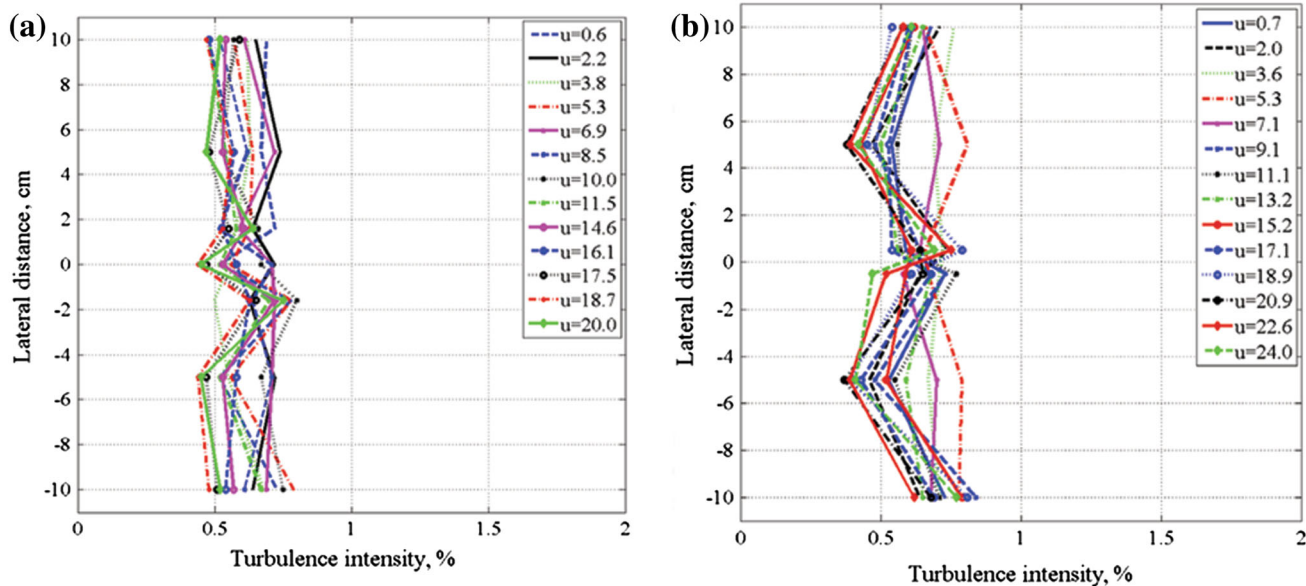 (a)
10
8
6
4
2
0
-2
-4
-6
-8
-10
Lateral distance, cm
0
0.5
1
1.5
2
Turbulence intensity, %
u=0.6
u=2.2
u=3.8
u=5.3
u=6.9
u=8.5
u=10.0
u=11.5
u=14.6
u=16.1
u=17.5
u=18.7
u=20.0
(b)
10
8
6
4
2
0
-2
-4
-6
-8
-10
Lateral distance, cm
0
0.5
1
1.5
2
Turbulence intensity, %
u=0.7
u=2.0
u=3.6
u=5.3
u=7.1
u=9.1
u=11.1
u=13.2
u=15.2
u=17.1
u=18.9
u=20.9
u=22.6
u=24.0